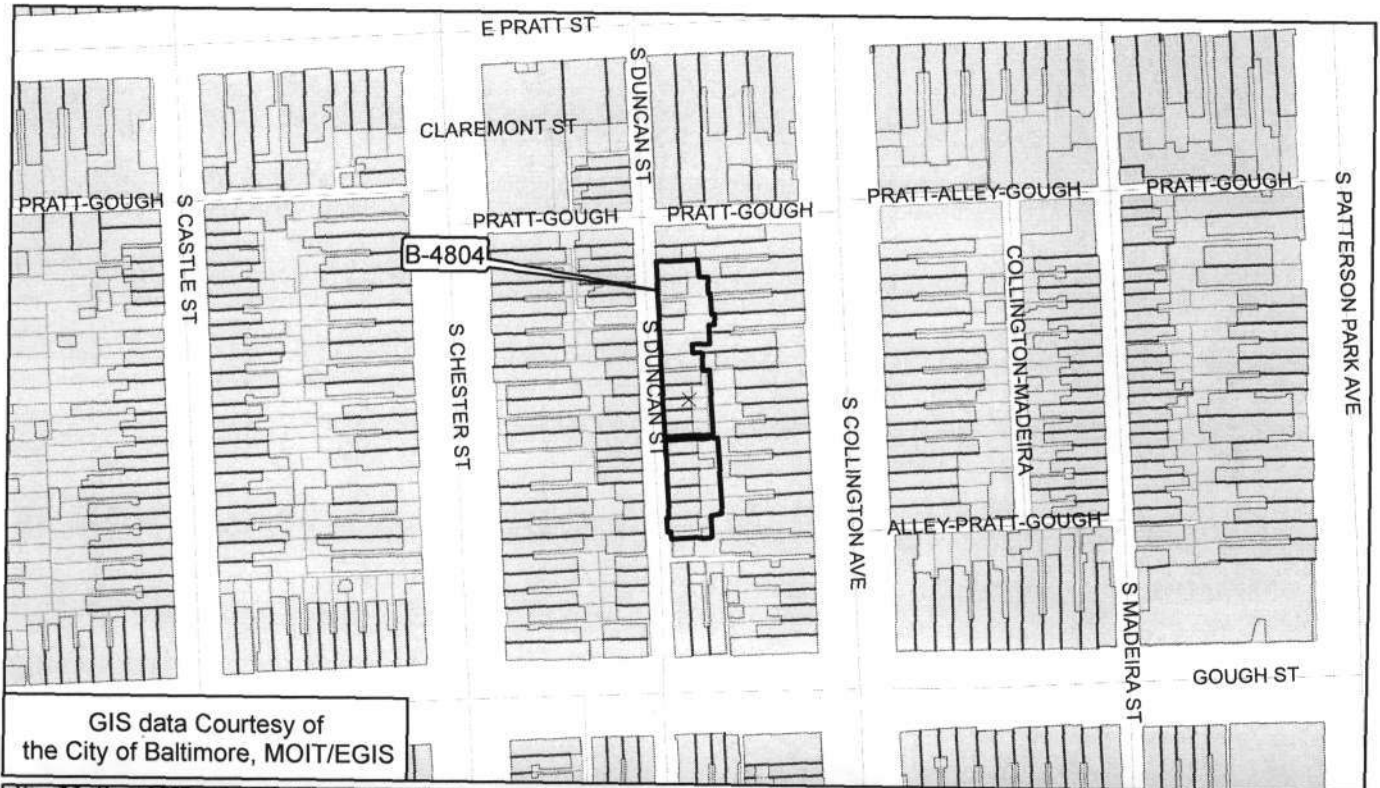 E PRATT ST
S DUNCAN ST
CLAREMONT ST
PRATT-GOUGH
S CASTLE ST
PRATT-GOUGH
PRATT-GOUGH
PRATT-ALLEY-GOUGH
PRATT-GOUGH
S PATTERSON PARK AVE
B-4804
COLLINGTON-MADEIRA
S CHESTER ST
S DUNCAN ST
S COLLINGTON AVE
ALLEY-PRATT-GOUGH
S MADEIRA ST
GOUGH ST
GIS data Courtesy of
the City of Baltimore, MOIT/EGIS